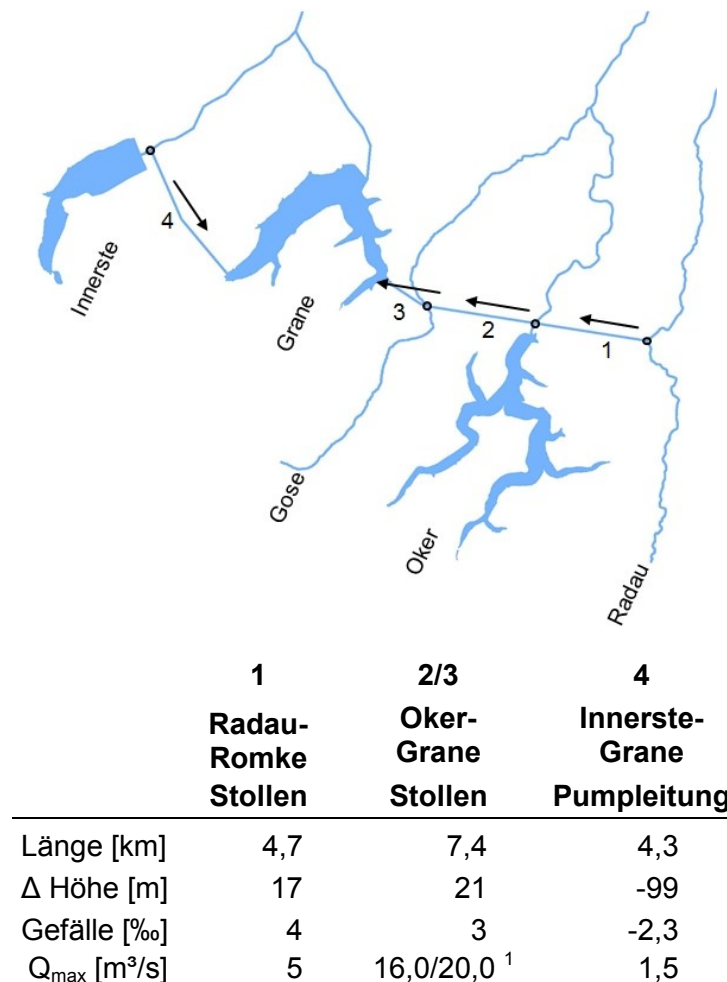 4
Innerste
Grane
3
2
1
Gose
Oker
Radau
1 2/3 4
Radau- Oker- Innerste-
Romke Grane Grane
Stollen Stollen Pumpleitung
Länge [km] 4,7 7,4 4,3
Δ Höhe [m] 17 21 -99
Gefälle [‰] 4 3 -2,3
Qmax [m³/s] 5 16,0/20,0 ¹ 1,5